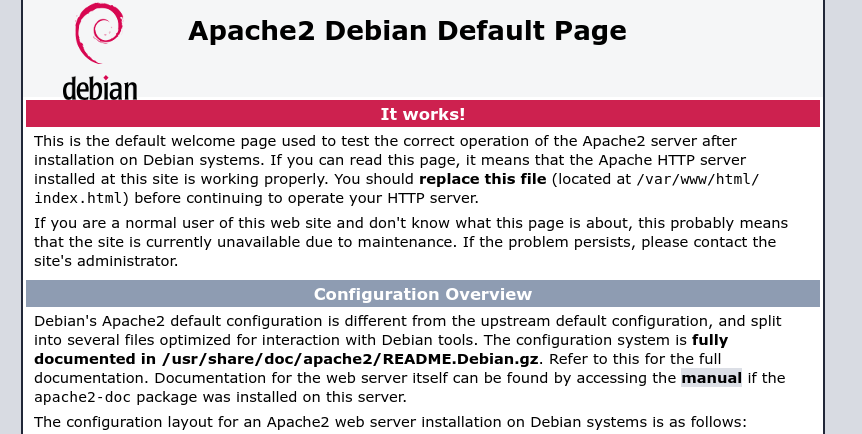 debian
Apache2 Debian Default Page
It works!
This is the default welcome page used to test the correct operation of the Apache2 server after
installation on Debian systems. If you can read this page, it means that the Apache HTTP server
installed at this site is working properly. You should replace this file (located at /var/www/html/
index.html) before continuing to operate your HTTP server.
If you are a normal user of this web site and don't know what this page is about, this probably means
that the site is currently unavailable due to maintenance. If the problem persists, please contact the
site's administrator.
Configuration Overview
Debian's Apache2 default configuration is different from the upstream default configuration, and split
into several files optimized for interaction with Debian tools. The configuration system is fully
documented in /usr/share/doc/apache2/README.Debian.gz. Refer to this for the full
documentation. Documentation for the web server itself can be found by accessing the manual if the
apache2-doc package was installed on this server.
The configuration layout for an Apache2 web server installation on Debian systems is as follows: